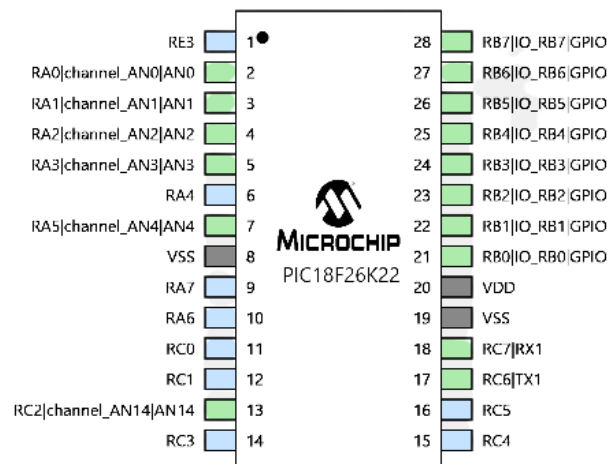 RE3 1 28 RB7|IO_RB7|GPIO
RA0|channel_AN0|AN0 2 27 RB6|IO_RB6|GPIO
RA1|channel_AN1|AN1 3 26 RB5|IO_RB5|GPIO
RA2|channel_AN2|AN2 4 25 RB4|IO_RB4|GPIO
RA3|channel_AN3|AN3 5 24 RB3|IO_RB3|GPIO
RA4 6 23 RB2|IO_RB2|GPIO
RA5|channel_AN4|AN4 7 22 RB1|IO_RB1|GPIO
MICROCHIP
VSS 8 21 RB0|IO_RB0|GPIO
PIC18F26K22
RA7 9 20 VDD
RA6 10 19 VSS
RC0 11 18 RC7|RX1
RC1 12 17 RC6|TX1
RC2|channel_AN14|AN14 13 16 RC5
RC3 14 15 RC4